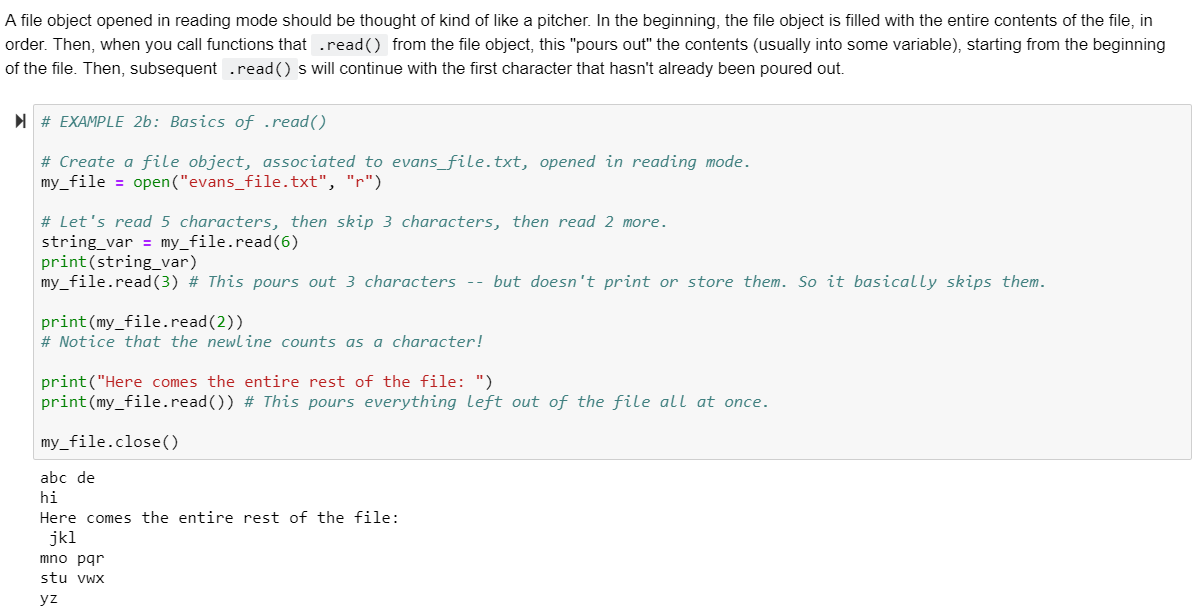 A file object opened in reading mode should be thought of kind of like a pitcher. In the beginning, the file object is filled with the entire contents of the file, in
order. Then, when you call functions that .read() from the file object, this "pours out" the contents (usually into some variable), starting from the beginning
of the file. Then, subsequent .read() s will continue with the first character that hasn't already been poured out.
# EXAMPLE 2b: Basics of .read()
# Create a file object, associated to evans_file.txt, opened in reading mode.
my_file = open("evans_file.txt", "r")
# Let's read 5 characters, then skip 3 characters, then read 2 more.
string_var = my_file.read(6)
print(string_var)
my_file.read(3) # This pours out 3 characters -- but doesn't print or store them. So it basically skips them.
print(my_file.read(2))
# Notice that the newline counts as a character!
print("Here comes the entire rest of the file: ")
print(my_file.read()) # This pours everything left out of the file all at once.
my_file.close()
abc de
hi
Here comes the entire rest of the file:
 jkl
mno pqr
stu vwx
yz